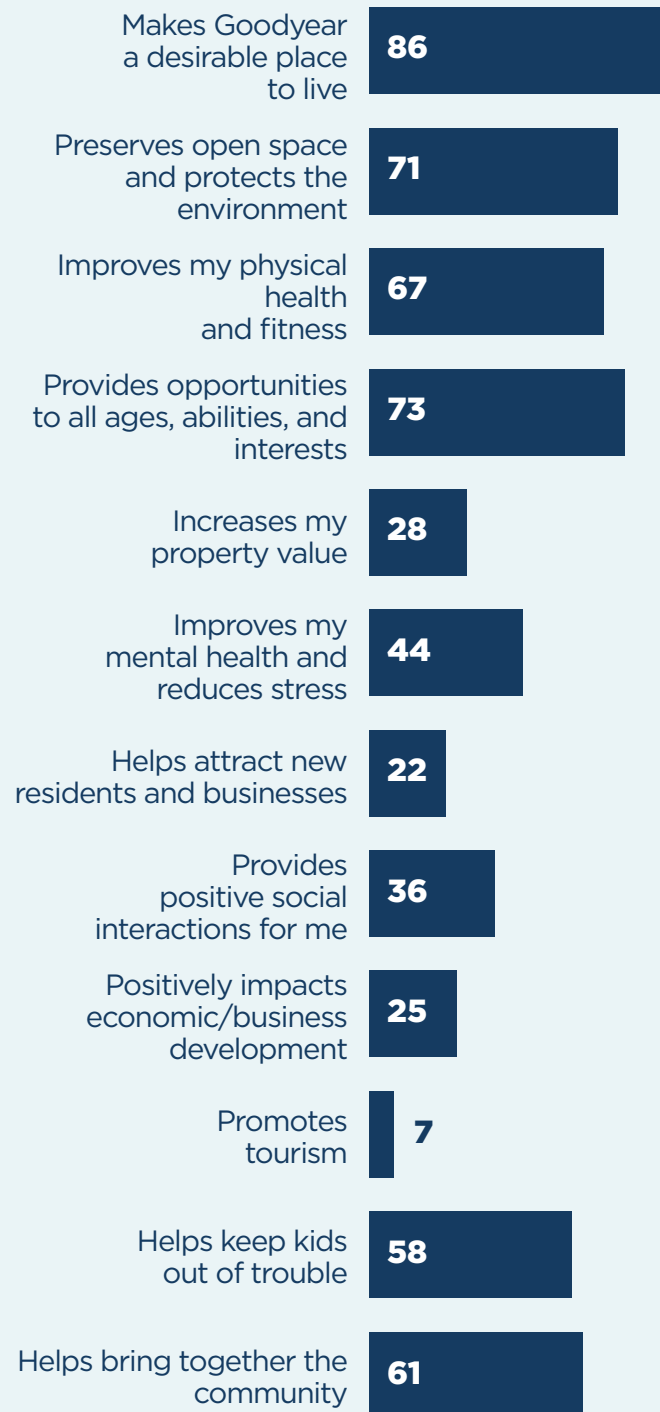 Makes Goodyear
a desirable place
to live
86
Preserves open space
and protects the
environment
71
Improves my physical
health
and fitness
67
Provides opportunities
to all ages, abilities, and
interests
73
Increases my
property value
28
Improves my
mental health and
reduces stress
44
Helps attract new
residents and businesses
22
Provides
positive social
interactions for me
36
Positively impacts
economic/business
development
25
Promotes
tourism
7
Helps keep kids
out of trouble
58
Helps bring together the
community
61